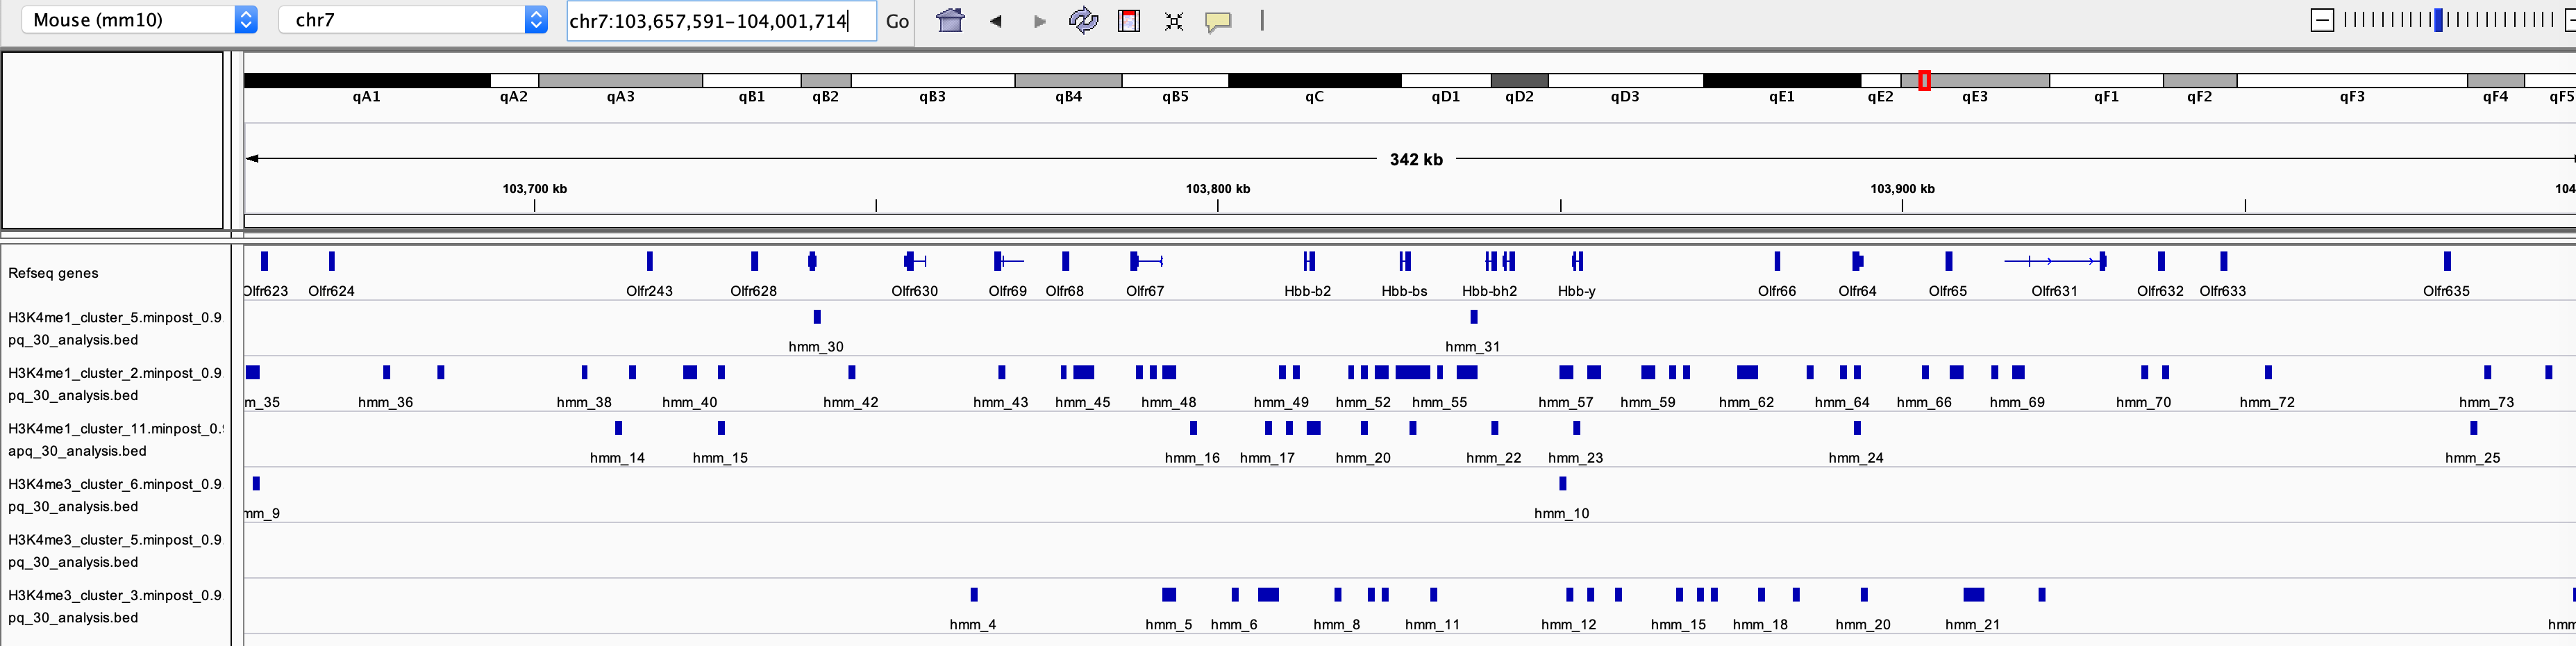 Mouse (mm10) chr7 chr7:103,657,591-104,001,714 Go
qA1 qA2 qA3 qB1 qB2 qB3 qB4 qB5 qC qD1 qD2 qD3 qE1 qE2 qE3 qF1 qF2 qF3 qF4 qF5
342 kb
103,700 kb 103,800 kb 103,900 kb 104
Refseq genes
Olfr623 Olfr624 Olfr243 Olfr628 Olfr630 Olfr69 Olfr68 Olfr67 Hbb-b2 Hbb-bs Hbb-bh2 Hbb-y Olfr66 Olfr64 Olfr65 Olfr631 Olfr632 Olfr633 Olfr635
H3K4me1_cluster_5.minpost_0.9
pq_30_analysis.bed
hmm_30 hmm_31
H3K4me1_cluster_2.minpost_0.9
pq_30_analysis.bed
m_35 hmm_36 hmm_38 hmm_40 hmm_42 hmm_43 hmm_45 hmm_48 hmm_49 hmm_52 hmm_55 hmm_57 hmm_59 hmm_62 hmm_64 hmm_66 hmm_69 hmm_70 hmm_72 hmm_73
H3K4me1_cluster_11.minpost_0.9
apq_30_analysis.bed
hmm_14 hmm_15 hmm_16 hmm_17 hmm_20 hmm_22 hmm_23 hmm_24 hmm_25
H3K4me3_cluster_6.minpost_0.9
pq_30_analysis.bed
mm_9 hmm_10
H3K4me3_cluster_5.minpost_0.9
pq_30_analysis.bed
H3K4me3_cluster_3.minpost_0.9
pq_30_analysis.bed
hmm_4 hmm_5 hmm_6 hmm_8 hmm_11 hmm_12 hmm_15 hmm_18 hmm_20 hmm_21 hmm